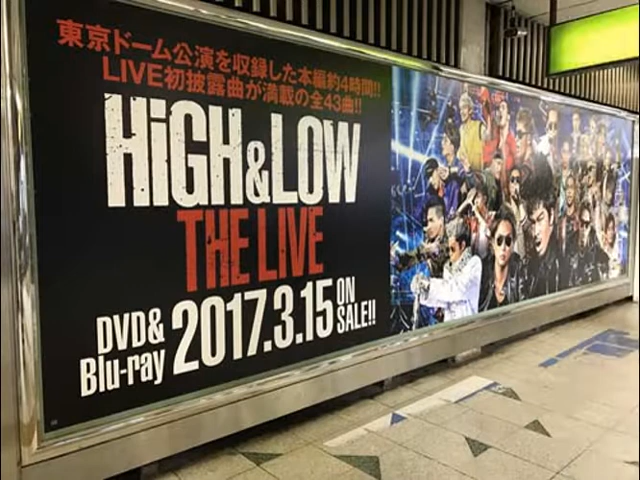 東京ドーム公演を収録した本編約4時間!!
LIVE初披露曲が満載の全43曲!!
HiGH&LOW
THE LIVE
DVD&
Blu-ray
2017.3.15
ON
SALE!!